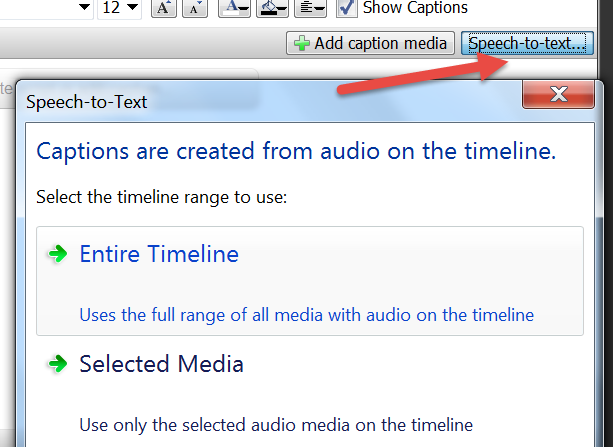 12 A A A Show Captions
Add caption media Speech-to-text...
Speech-to-Text
Captions are created from audio on the timeline.
Select the timeline range to use:
Entire Timeline
Uses the full range of all media with audio on the timeline
Selected Media
Use only the selected audio media on the timeline